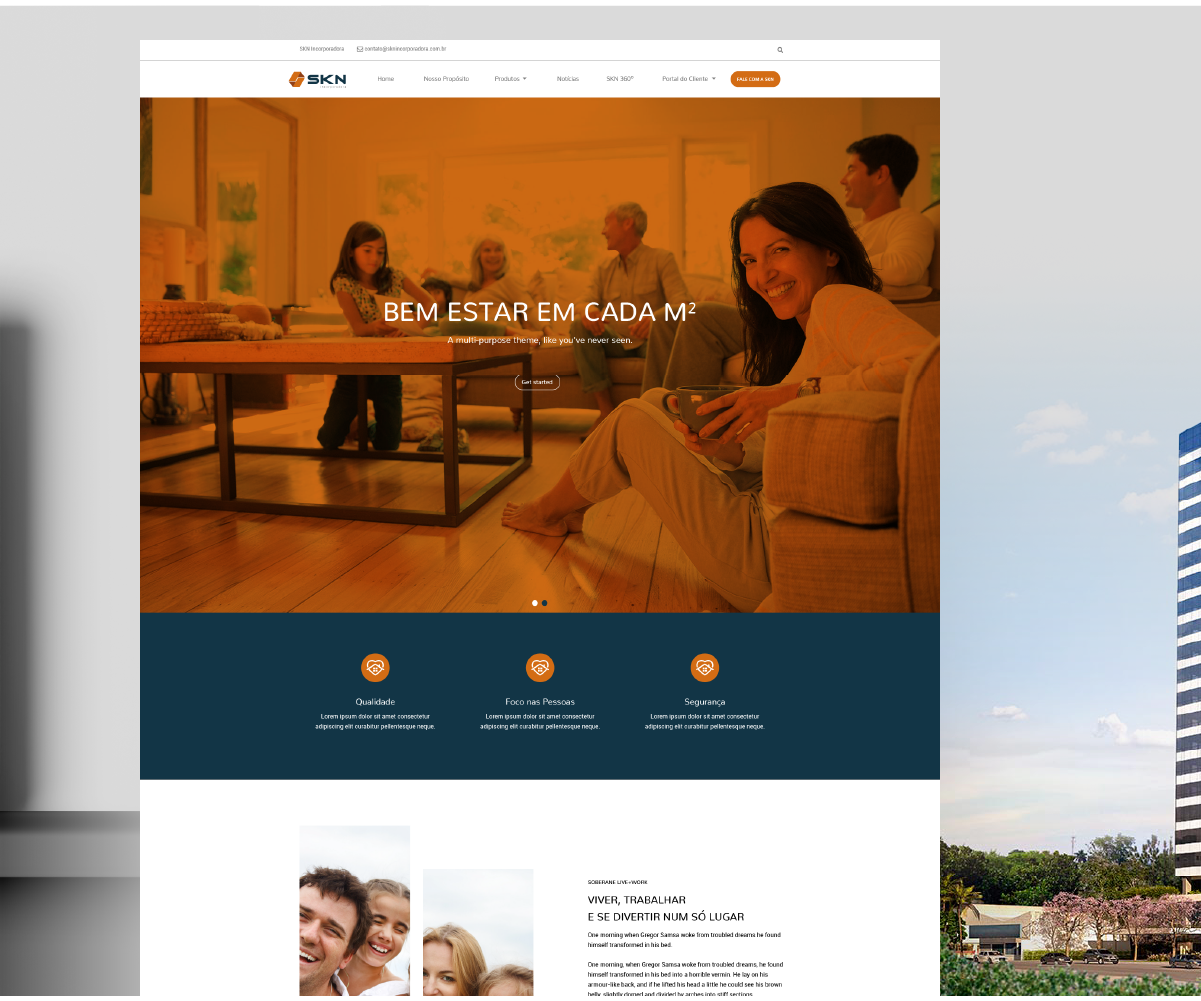 SKN Incorporadora
contato@sknincorporadora.com.br
SKN
Home
Nosso Propósito
Produtos
Notícias
SKN 360º
Portal do Cliente
FALE COM A SKN
BEM ESTAR EM CADA M²
A multi-purpose theme, like you've never seen.
Get started
Qualidade
Lorem ipsum dolor sit amet consectetur
adipiscing elit curabitur pellentesque neque.
Foco nas Pessoas
Lorem ipsum dolor sit amet consectetur
adipiscing elit curabitur pellentesque neque.
Segurança
Lorem ipsum dolor sit amet consectetur
adipiscing elit curabitur pellentesque neque.
SOBERANE LIVE+WORK
VIVER, TRABALHAR
E SE DIVERTIR NUM SÓ LUGAR
One morning when Gregor Samsa woke from troubled dreams he found
himself transformed in his bed.
One morning, when Gregor Samsa woke from troubled dreams, he found
himself transformed in his bed into a horrible vermin. He lay on his
armour-like back, and if he lifted his head a little he could see his brown
belly, slightly domed and divided by arches into stiff sections.